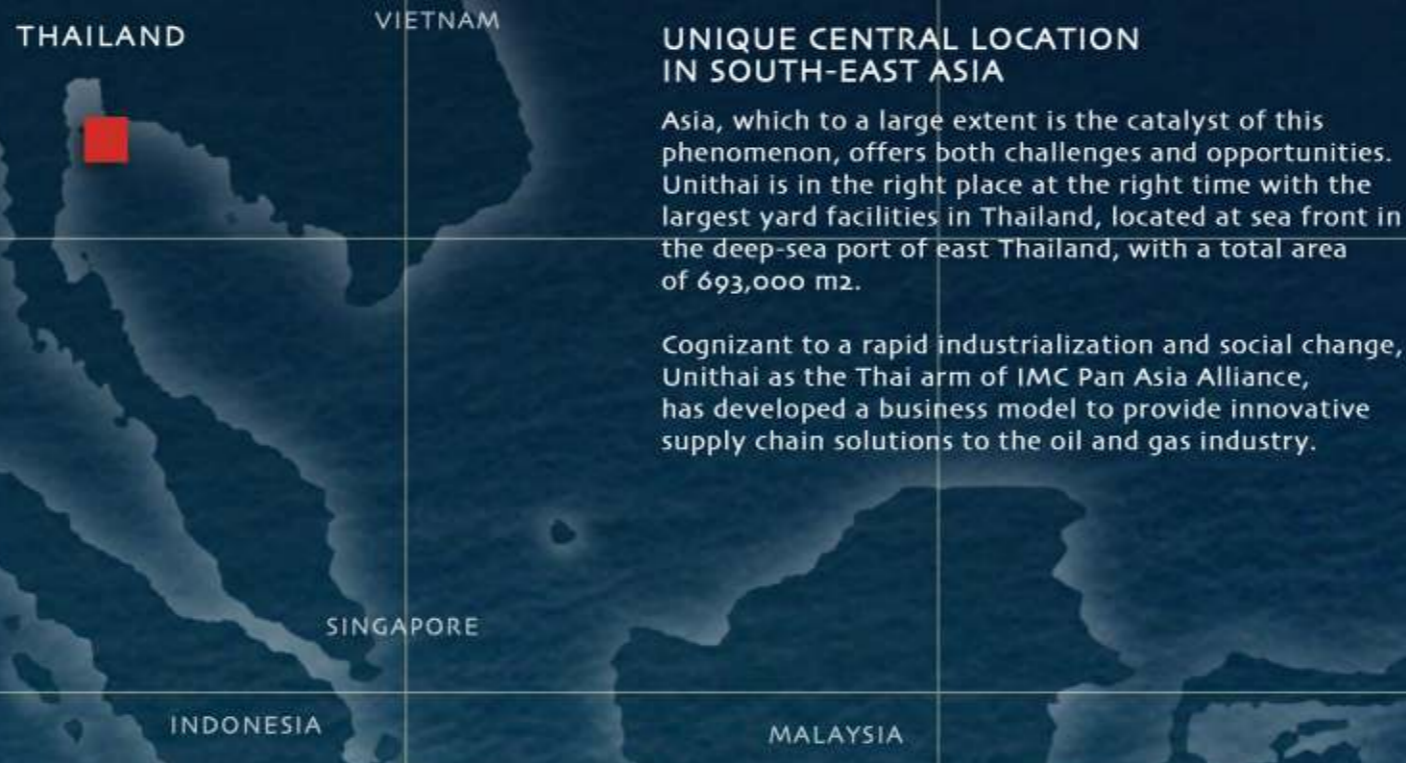 THAILAND
VIETNAM
UNIQUE CENTRAL LOCATION
IN SOUTH-EAST ASIA
Asia, which to a large extent is the catalyst of this
phenomenon, offers both challenges and opportunities.
Unithai is in the right place at the right time with the
largest yard facilities in Thailand, located at sea front in
the deep-sea port of east Thailand, with a total area
of 693,000 m2.
Cognizant to a rapid industrialization and social change,
Unithai as the Thai arm of IMC Pan Asia Alliance,
has developed a business model to provide innovative
supply chain solutions to the oil and gas industry.
SINGAPORE
INDONESIA
MALAYSIA